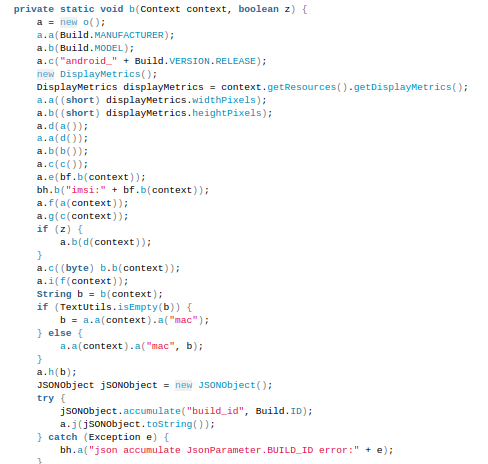 private static void b(Context context, boolean z) {
a = new o();
a.a(Build.MANUFACTURER);
a.b(Build.MODEL);
a.c("android_" + Build.VERSION.RELEASE);
new DisplayMetrics();
DisplayMetrics displayMetrics = context.getResources().getDisplayMetrics();
a.a((short) displayMetrics.widthPixels);
a.b((short) displayMetrics.heightPixels);
a.d(a());
a.a(d());
a.b(b());
a.c(c());
a.e(bf.b(context));
bh.b("imsi:" + bf.b(context));
a.f(a(context));
a.g(c(context));
if (z) {
a.b(d(context));
}
a.c((byte) b.b(context));
a.i(f(context));
String b = b(context);
if (TextUtils.isEmpty(b)) {
b = a.a(context).a("mac");
} else {
a.a(context).a("mac", b);
}
a.h(b);
JSONObject jSONObject = new JSONObject();
try {
jSONObject.accumulate("build_id", Build.ID);
a.j(jSONObject.toString());
} catch (Exception e) {
bh.a("json accumulate JsonParameter.BUILD_ID error:" + e);
}